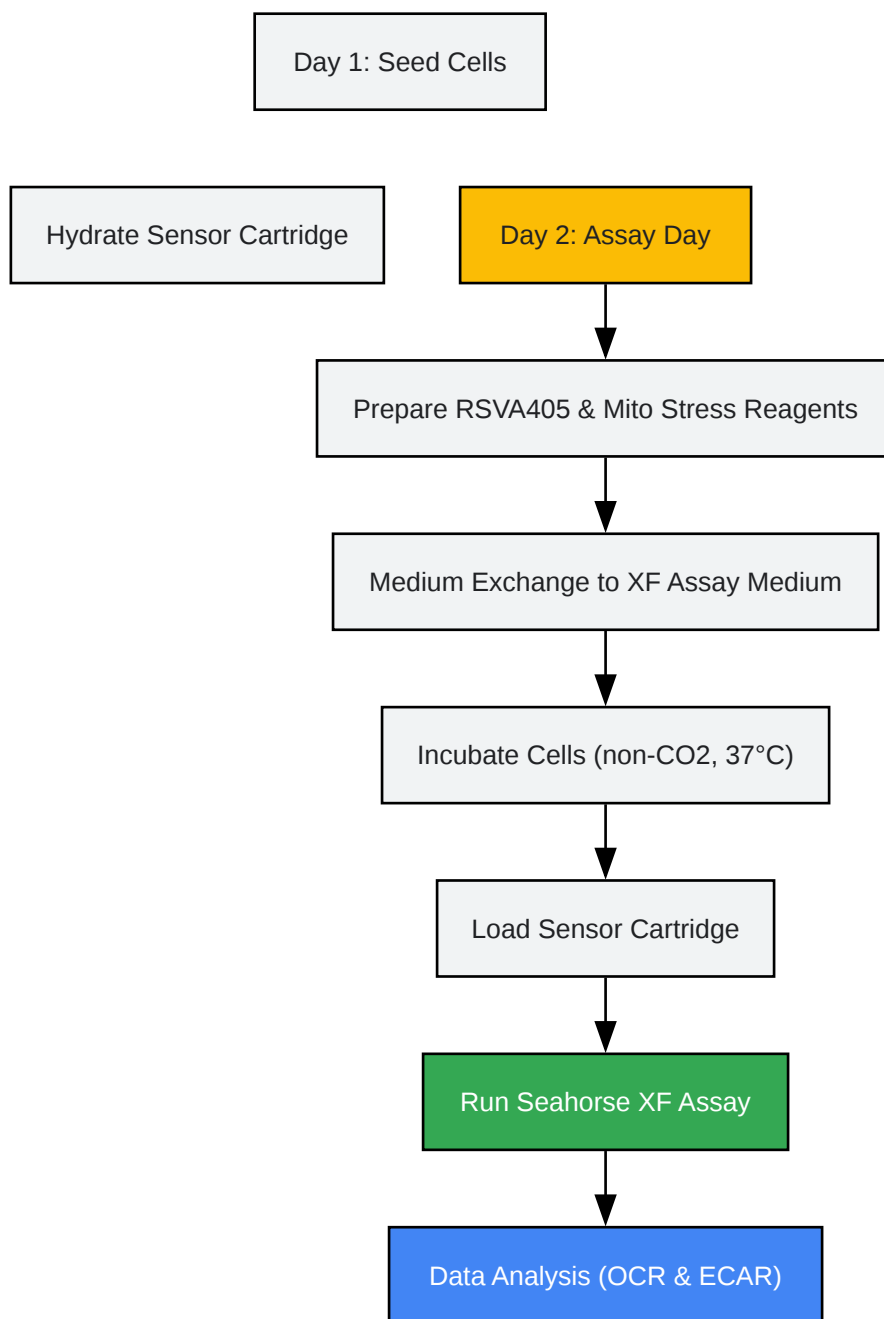 Day 1: Seed Cells
Hydrate Sensor Cartridge
Day 2: Assay Day
Prepare RSVA405 & Mito Stress Reagents
Medium Exchange to XF Assay Medium
Incubate Cells (non-CO2, 37°C)
Load Sensor Cartridge
Run Seahorse XF Assay
Data Analysis (OCR & ECAR)